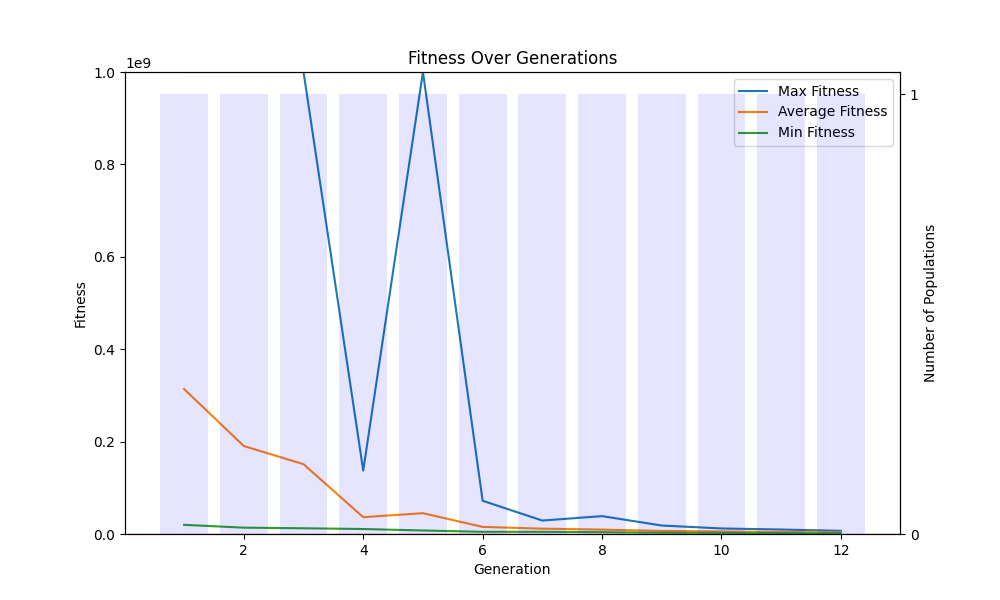 Fitness Over Generations
1e9
1.0
0.8
0.6
0.4
0.2
0.0
Fitness
2
4
6
8
10
12
Generation
1
0
Number of Populations
Max Fitness
Average Fitness
Min Fitness